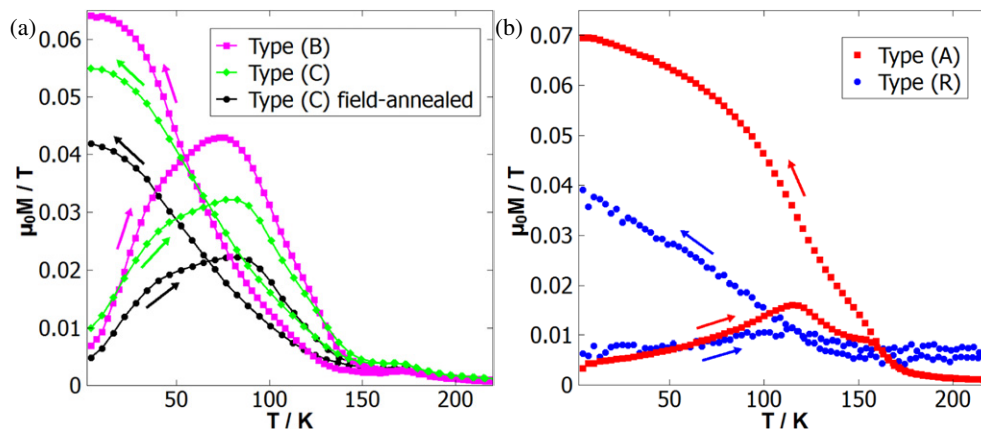 (a)
μ₀M / T
0.06
0.05
0.04
0.03
0.02
0.01
0
50
100
150
200
T / K
Type (B)
Type (C)
Type (C) field-annealed
(b)
μ₀M / T
0.07
0.06
0.05
0.04
0.03
0.02
0.01
0
50
100
150
200
T / K
Type (A)
Type (R)